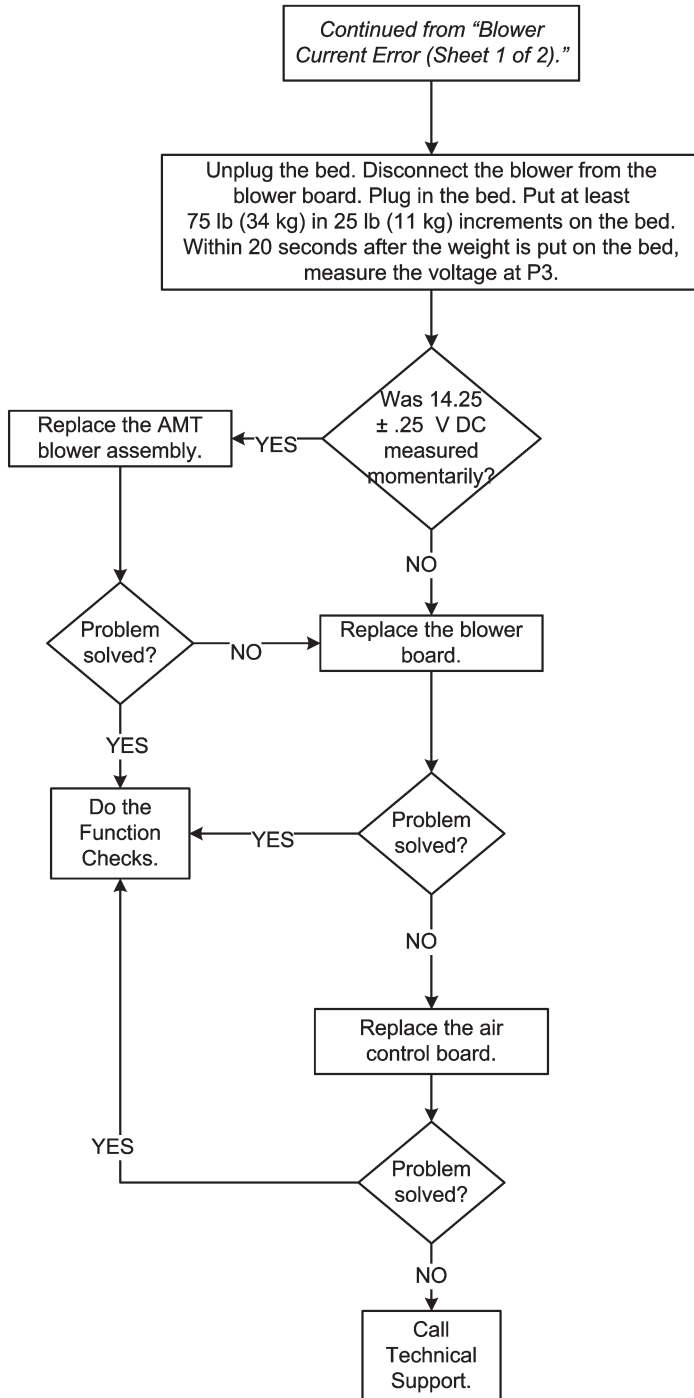 Continued from “Blower
Current Error (Sheet 1 of 2).”
Unplug the bed. Disconnect the blower from the
blower board. Plug in the bed. Put at least
75 lb (34 kg) in 25 lb (11 kg) increments on the bed.
Within 20 seconds after the weight is put on the bed,
measure the voltage at P3.
Was 14.25
± .25 V DC
measured
momentarily?
YES
Replace the AMT
blower assembly.
NO
Problem
solved?
NO
Replace the blower
board.
YES
Do the
Function
Checks.
YES
Problem
solved?
NO
Replace the air
control board.
YES
Problem
solved?
NO
Call
Technical
Support.